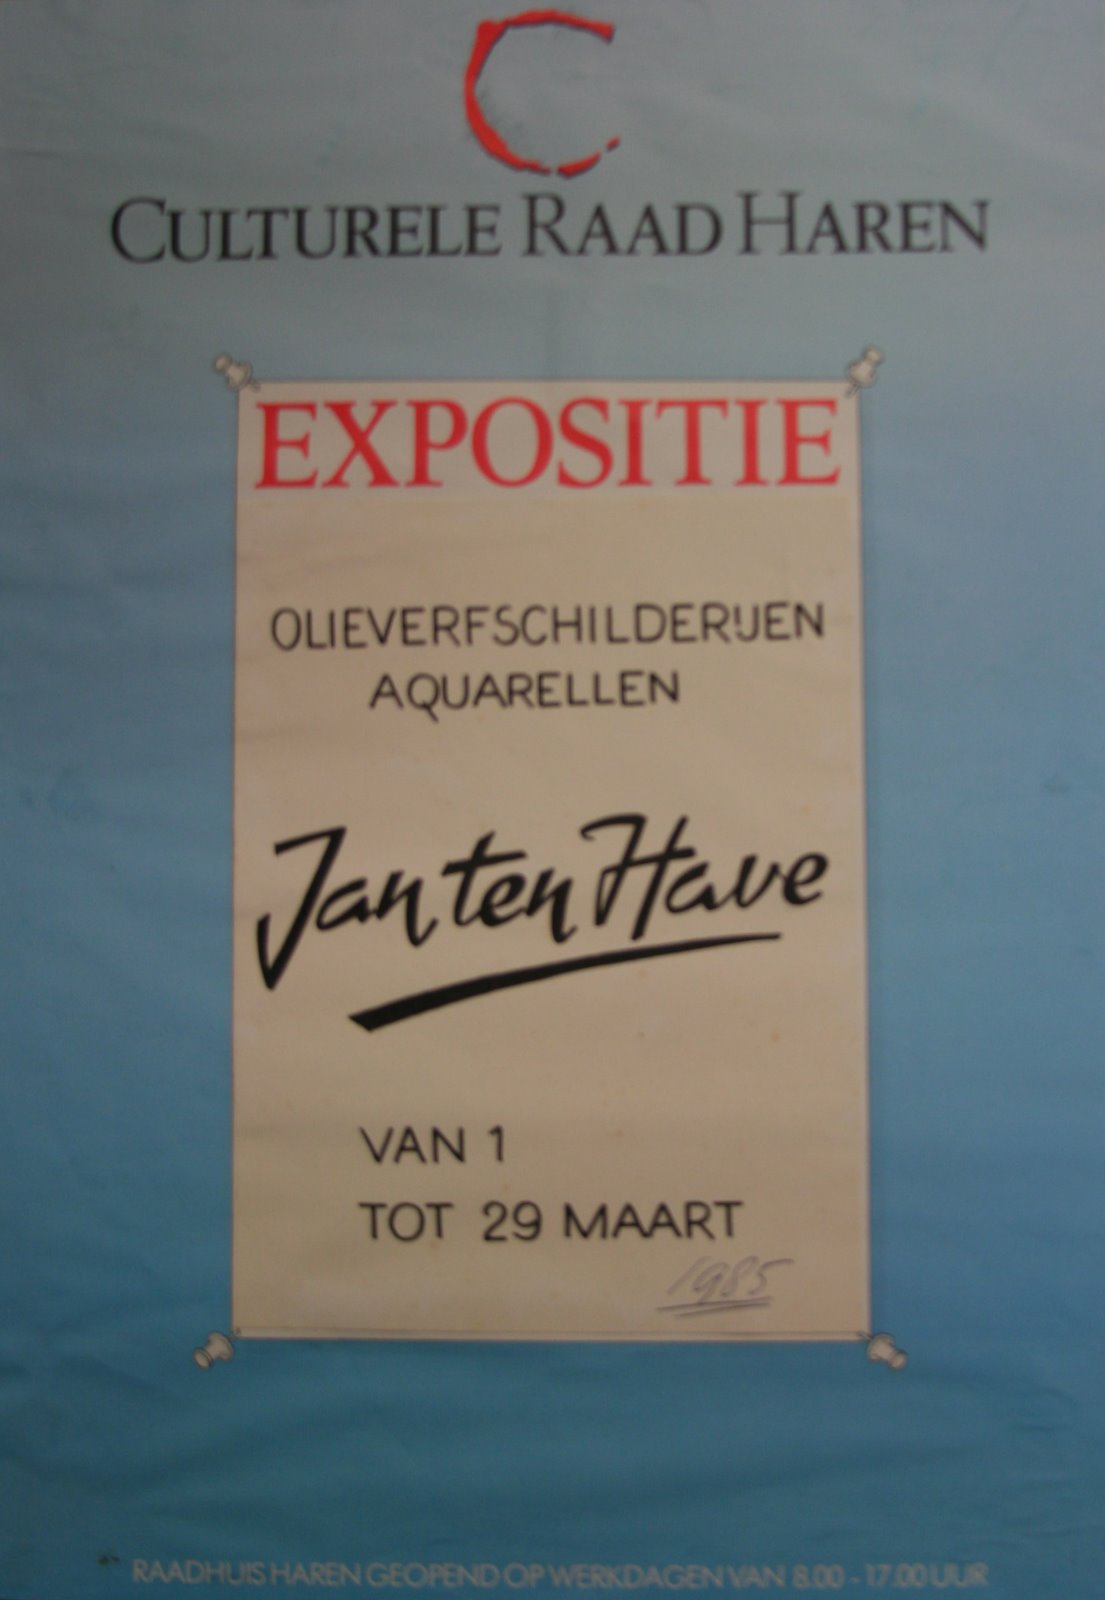 C
CULTURELE RAAD HAREN
EXPOSITIE
OLIEVERFSCHILDERIJEN
AQUARELLEN
Jan ten Have
VAN 1
TOT 29 MAART
1985
RAADHUIS HAREN GEOPEND OP WERKDAGEN VAN 8.00 - 17.00 UUR